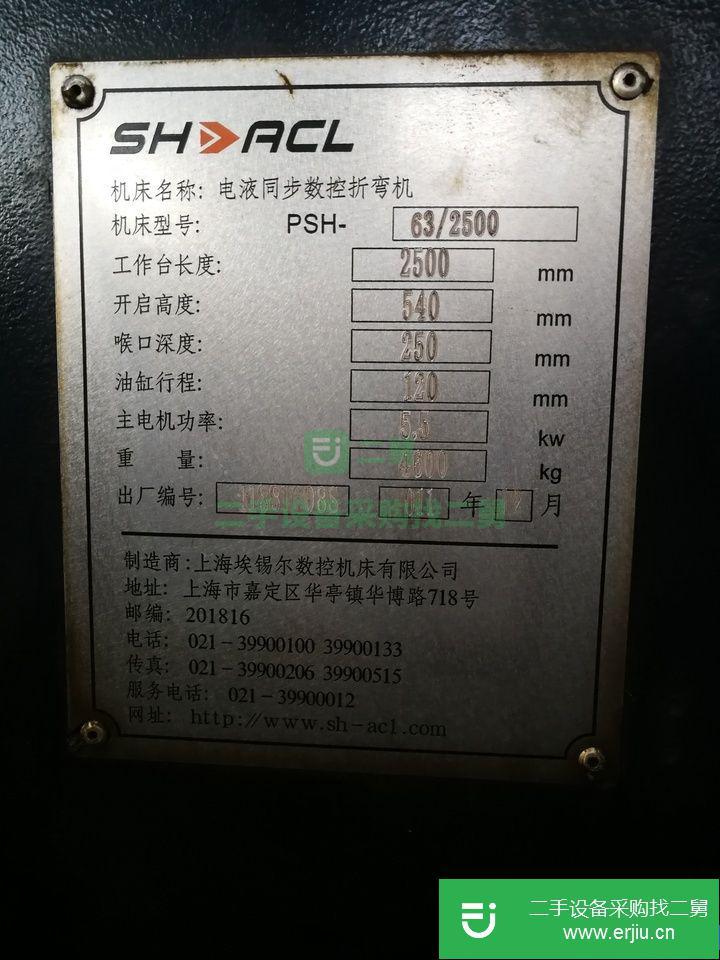 SH ACL
机床名称: 电液同步数控折弯机
机床型号: PSH- 63/2500
工作台长度: 2500 mm
开启高度: 540 mm
喉口深度: 250 mm
油缸行程: 120 mm
主电机功率: 5.5 kw
重 量: 4800 kg
出厂编号: 年 月
二手设备采购找二舅
制造商: 上海埃锡尔数控机床有限公司
地址: 上海市嘉定区华亭镇华博路718号
邮编: 201816
电话: 021-39900100 39900133
传真: 021-39900206 39900515
服务电话: 021-39900012
网址: http://www.sh-acl.com
二手设备采购找二舅
www.erjiu.cn